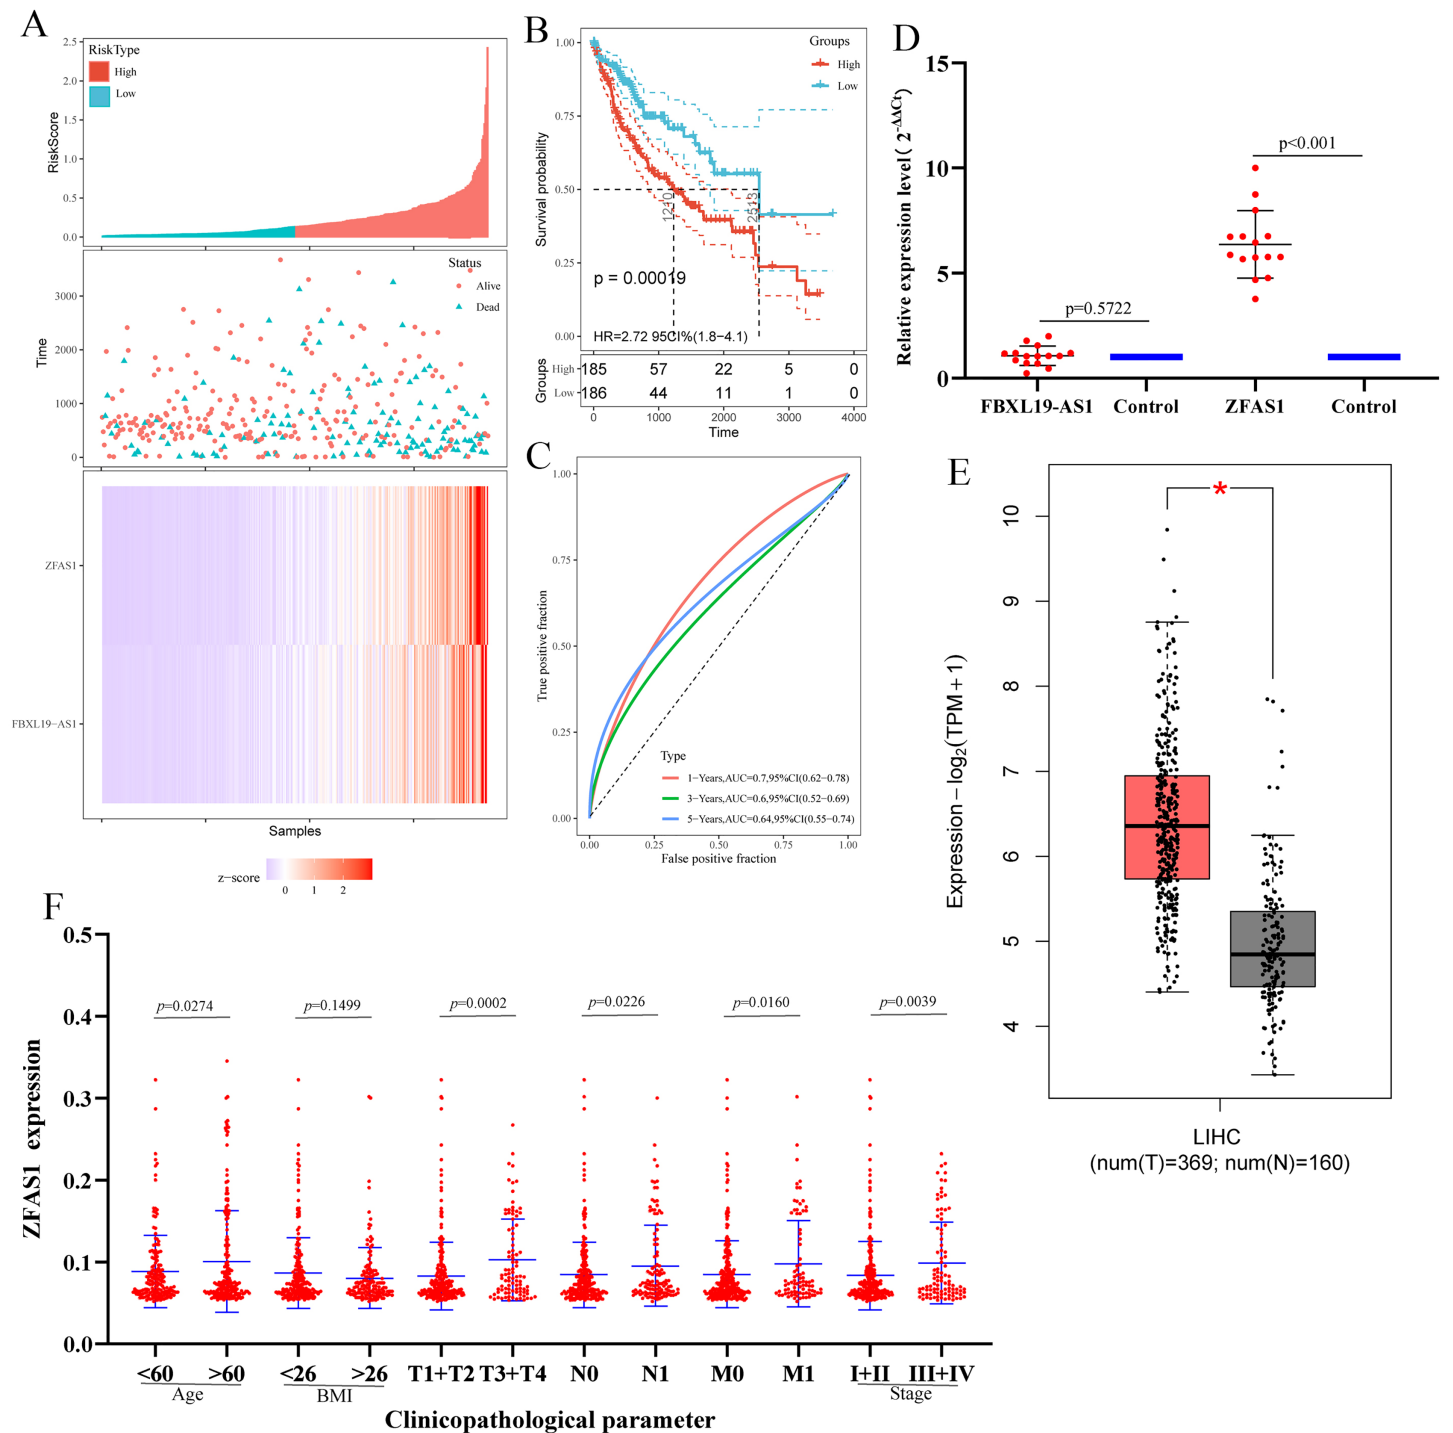 A
RiskType
High
Low
RiskScore
2.5
2.0
1.5
1.0
0.5
0.0
Status
Alive
Dead
Time
3000
2000
1000
0
ZFAS1
FBXL19−AS1
Samples
z−score
0 1 2
B
Groups
High
Low
Survival probability
1.00
0.75
0.50
0.25
0.00
1210
2513
p = 0.00019
HR=2.72 95CI%(1.8−4.1)
Groups
High 185 57 22 5 0
Low 186 44 11 1 0
0 1000 2000 3000 4000
Time
C
True positive fraction
1.00
0.75
0.50
0.25
0.00
Type
1−Years,AUC=0.7,95%CI(0.62−0.78)
3−Years,AUC=0.6,95%CI(0.52−0.69)
5−Years,AUC=0.64,95%CI(0.55−0.74)
0.00 0.25 0.50 0.75 1.00
False positive fraction
D
Relative expression level( 2-ΔΔCt)
15
10
5
0
p=0.5722
p<0.001
FBXL19-AS1 Control ZFAS1 Control
E
*
Expression − log2(TPM + 1)
10
9
8
7
6
5
4
LIHC
(num(T)=369; num(N)=160)
F
ZFAS1 expression
0.5
0.4
0.3
0.2
0.1
0.0
p=0.0274 p=0.1499 p=0.0002 p=0.0226 p=0.0160 p=0.0039
<60 >60 <26 >26 T1+T2 T3+T4 N0 N1 M0 M1 I+II III+IV
Age BMI Stage
Clinicopathological parameter